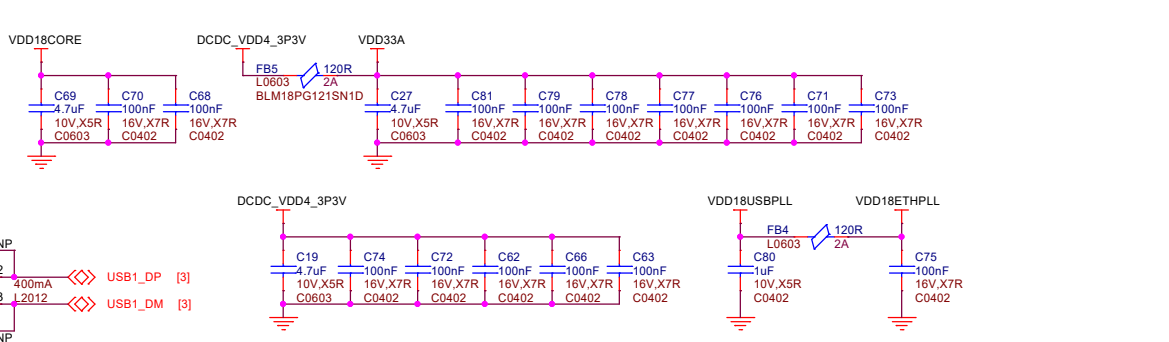 VDD18CORE
DCDC_VDD4_3P3V
VDD33A
FB5
120R
L0603
2A
BLM18PG121SN1D
C69
4.7uF
10V,X5R
C0603
C70
100nF
16V,X7R
C0402
C68
100nF
16V,X7R
C0402
C27
4.7uF
10V,X5R
C0603
C81
100nF
16V,X7R
C0402
C79
100nF
16V,X7R
C0402
C78
100nF
16V,X7R
C0402
C77
100nF
16V,X7R
C0402
C76
100nF
16V,X7R
C0402
C71
100nF
16V,X7R
C0402
C73
100nF
16V,X7R
C0402
DCDC_VDD4_3P3V
VDD18USBPLL
VDD18ETHPLL
FB4
120R
L0603
2A
C19
4.7uF
10V,X5R
C0603
C74
100nF
16V,X7R
C0402
C72
100nF
16V,X7R
C0402
C62
100nF
16V,X7R
C0402
C66
100nF
16V,X7R
C0402
C63
100nF
16V,X7R
C0402
C80
1uF
10V,X5R
C0402
C75
100nF
16V,X7R
C0402
NP
400mA
USB1_DP [3]
L2012
USB1_DM [3]
NP